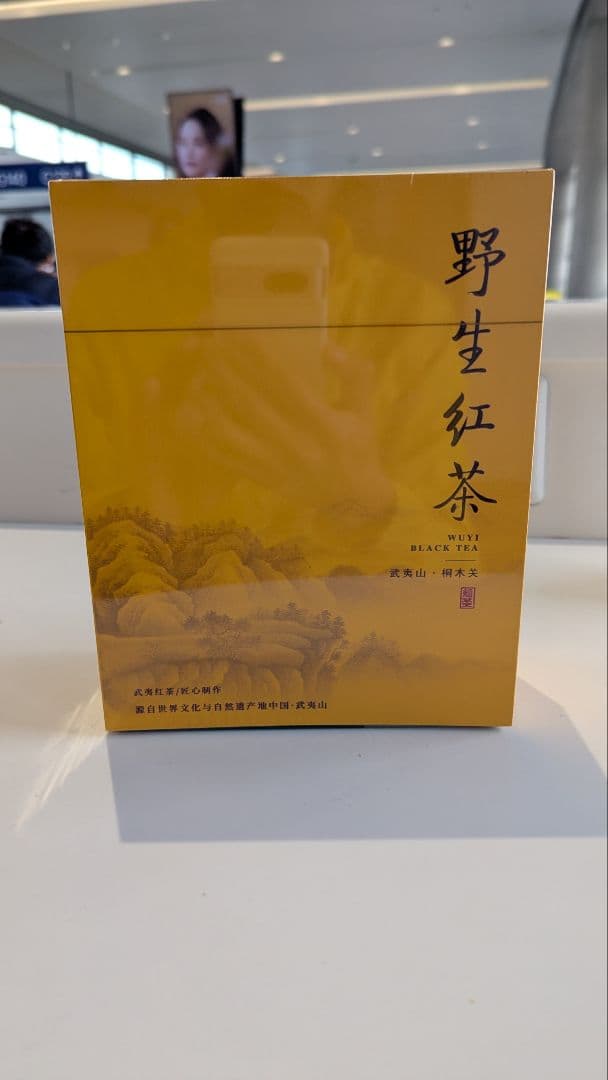 野生红茶
WUYI
BLACK TEA
武夷山·桐木关
武夷红茶/匠心制作
源自世界文化与自然遗产地中国·武夷山